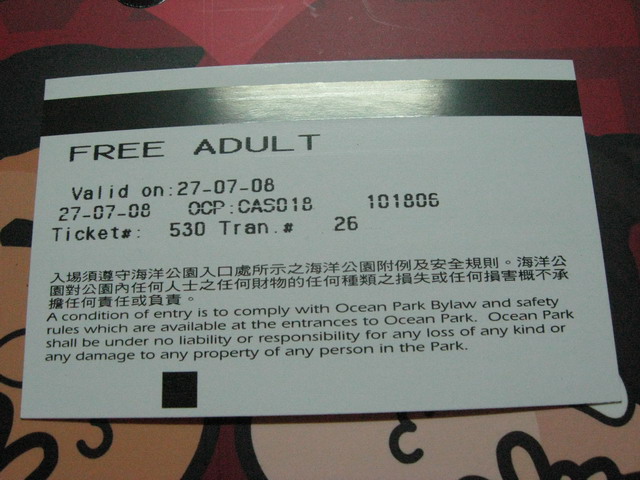 FREE ADULT
Valid on:27-07-08
27-07-08 OCP:CAS018 101806
Ticket#: 530 Tran.# 26
入場須遵守海洋公園入口處所示之海洋公園附例及安全規則。海洋公
園對公園內任何人士之任何財物的任何種類之損失或任何損害概不承
擔任何責任或負責。
A condition of entry is to comply with Ocean Park Bylaw and safety
rules which are available at the entrances to Ocean Park. Ocean Park
shall be under no liability or responsibility for any loss of any kind or
any damage to any property of any person in the Park.